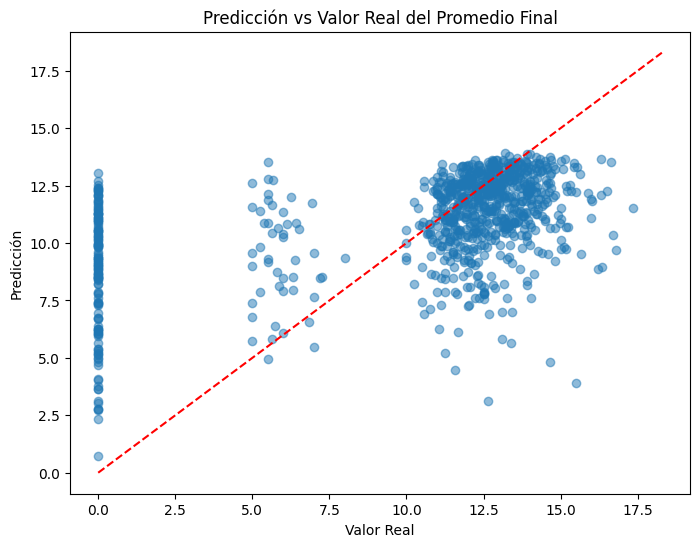 Predicción vs Valor Real del Promedio Final
Predicción
17.5
15.0
12.5
10.0
7.5
5.0
2.5
0.0
0.0 2.5 5.0 7.5 10.0 12.5 15.0 17.5
Valor Real